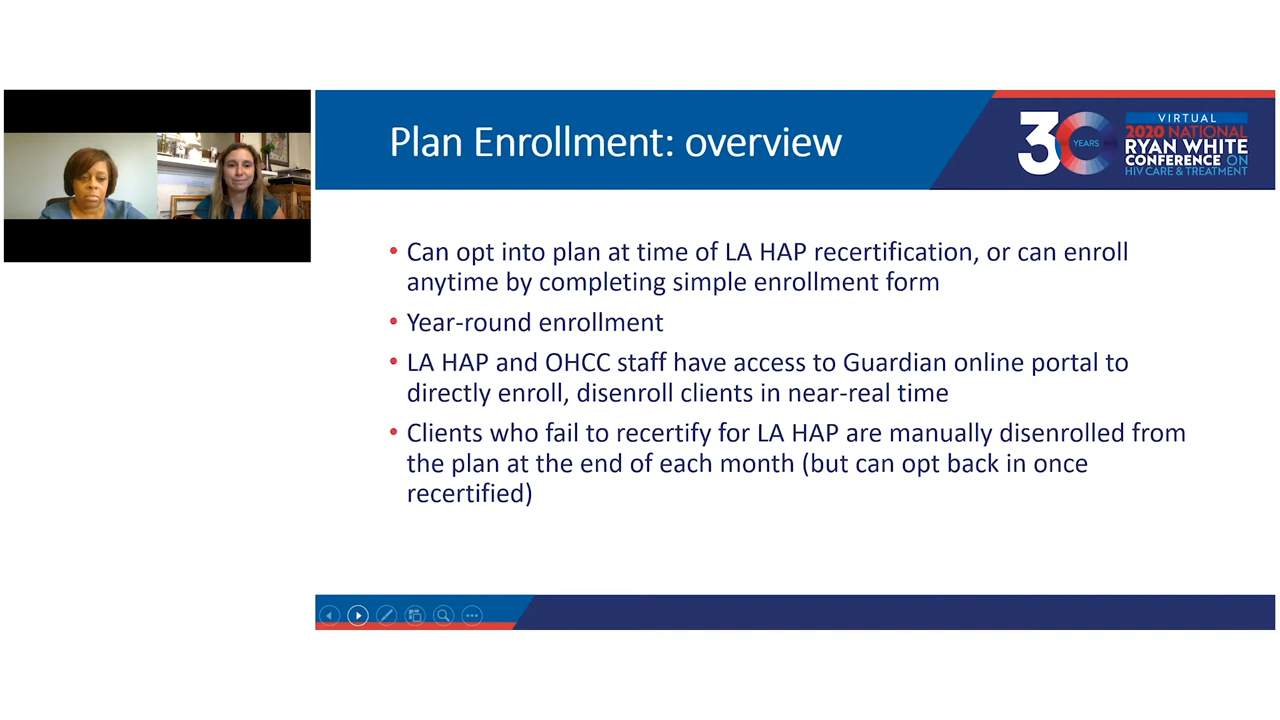 Plan Enrollment: overview
30 YEARS
VIRTUAL
2020 NATIONAL
RYAN WHITE
CONFERENCE ON
HIV CARE & TREATMENT
• Can opt into plan at time of LA HAP recertification, or can enroll
anytime by completing simple enrollment form
• Year-round enrollment
• LA HAP and OHCC staff have access to Guardian online portal to
directly enroll, disenroll clients in near-real time
• Clients who fail to recertify for LA HAP are manually disenrolled from
the plan at the end of each month (but can opt back in once
recertified)